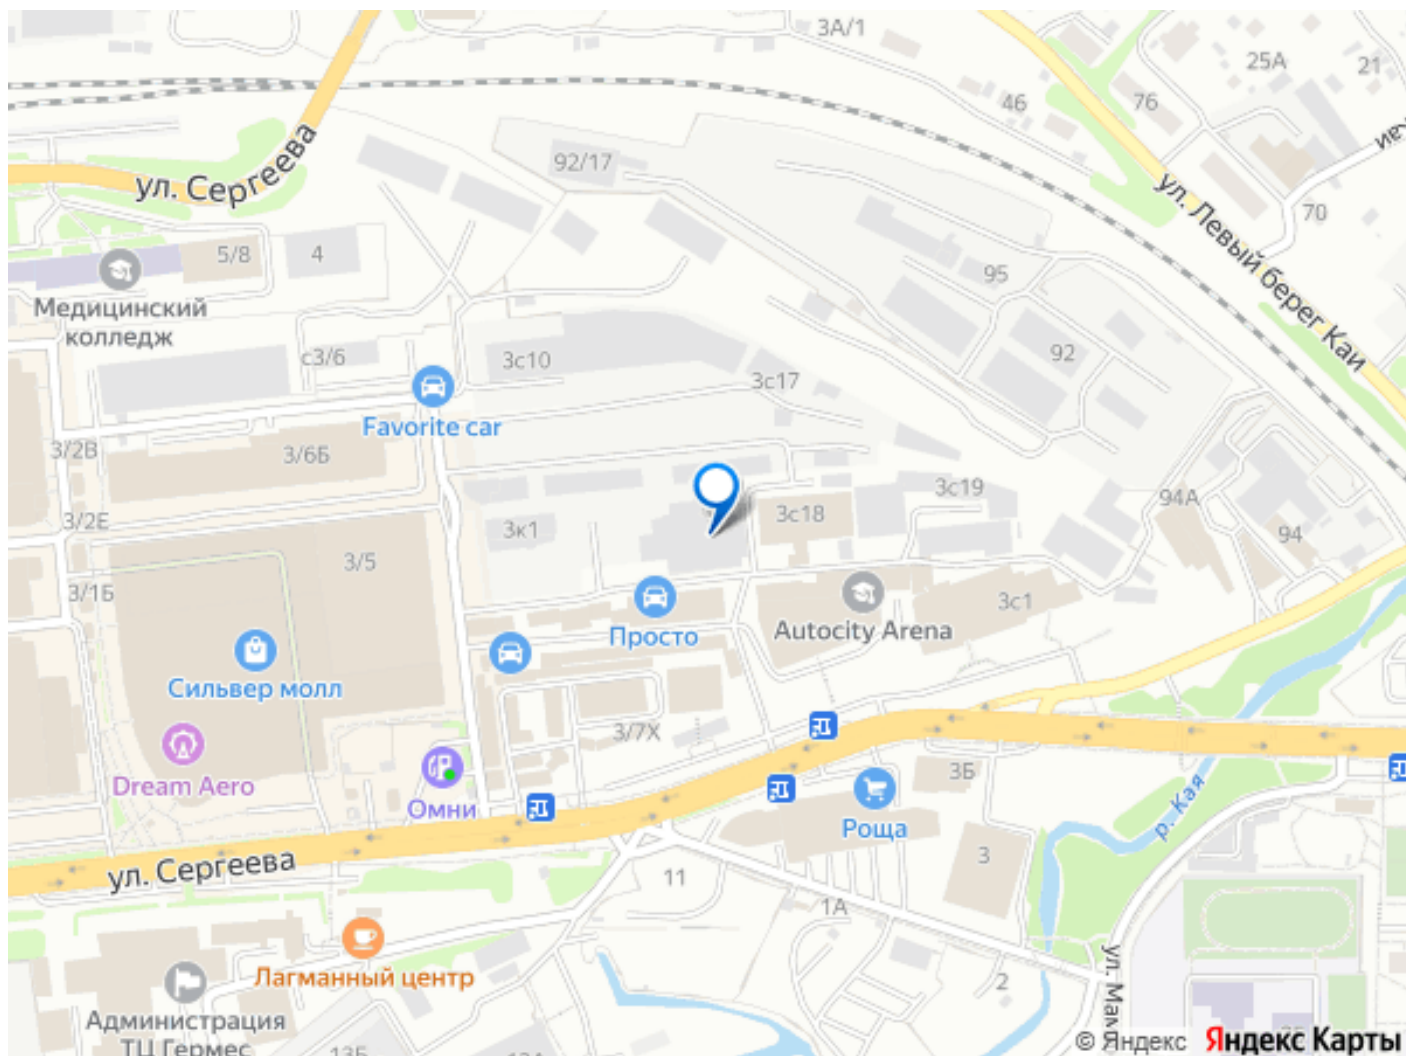 3А/1
25А
21
46
76
92/17
ул. Сергеева
ул. Левый берег Каи
70
5/8
4
95
Медицинский
колледж
с3/6
3с10
92
3с17
Favorite car
3/2В
3/6Б
3с19
94А
3/2Е
3к1
3с18
94
3/5
3/1Б
3с1
Просто
Autocity Arena
Сильвер молл
3/7Х
Dream Aero
3Б
Омни
Роща
р. Кая
ул. Сергеева
3
11
1А
Лагманный центр
2
Администрация
ТЦ Гермес
© Яндекс Яндекс Карты